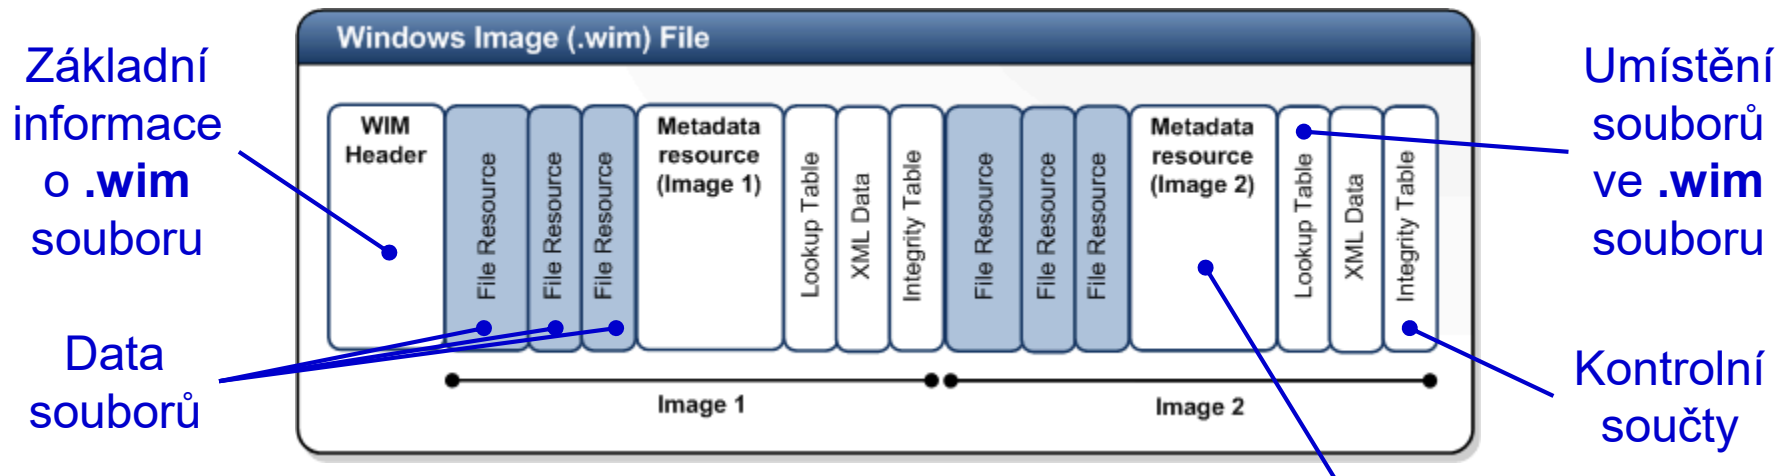 Windows Image (.wim) File
Základní
informace
o .wim
souboru
Data
souborů
WIM
Header
File Resource
File Resource
File Resource
Metadata
resource
(Image 1)
Lookup Table
XML Data
Integrity Table
File Resource
File Resource
File Resource
Metadata
resource
(Image 2)
Lookup Table
XML Data
Integrity Table
Image 1
Image 2
Umístění
souborů
ve .wim
souboru
Kontrolní
součty